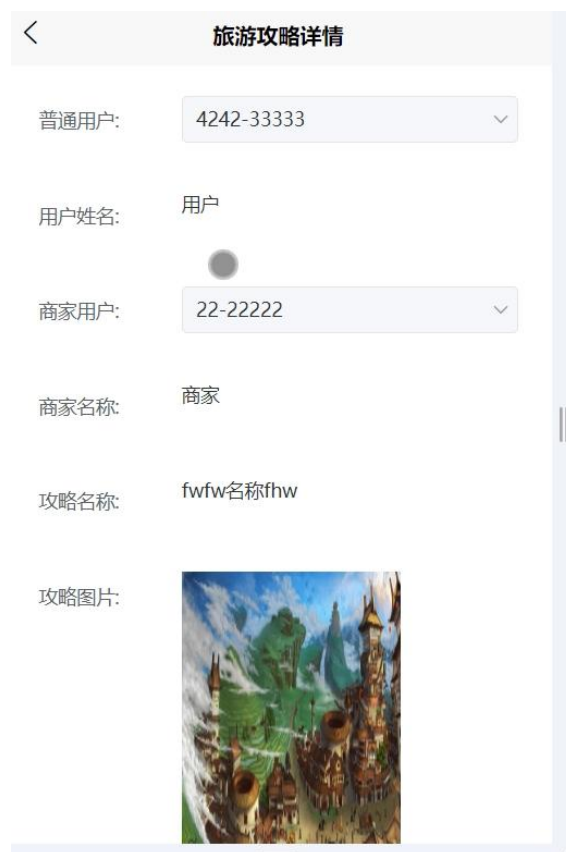 旅游攻略详情
普通用户: 4242-33333
用户姓名: 用户
商家用户: 22-22222
商家名称: 商家
攻略名称: fwfw名称fhw
攻略图片: